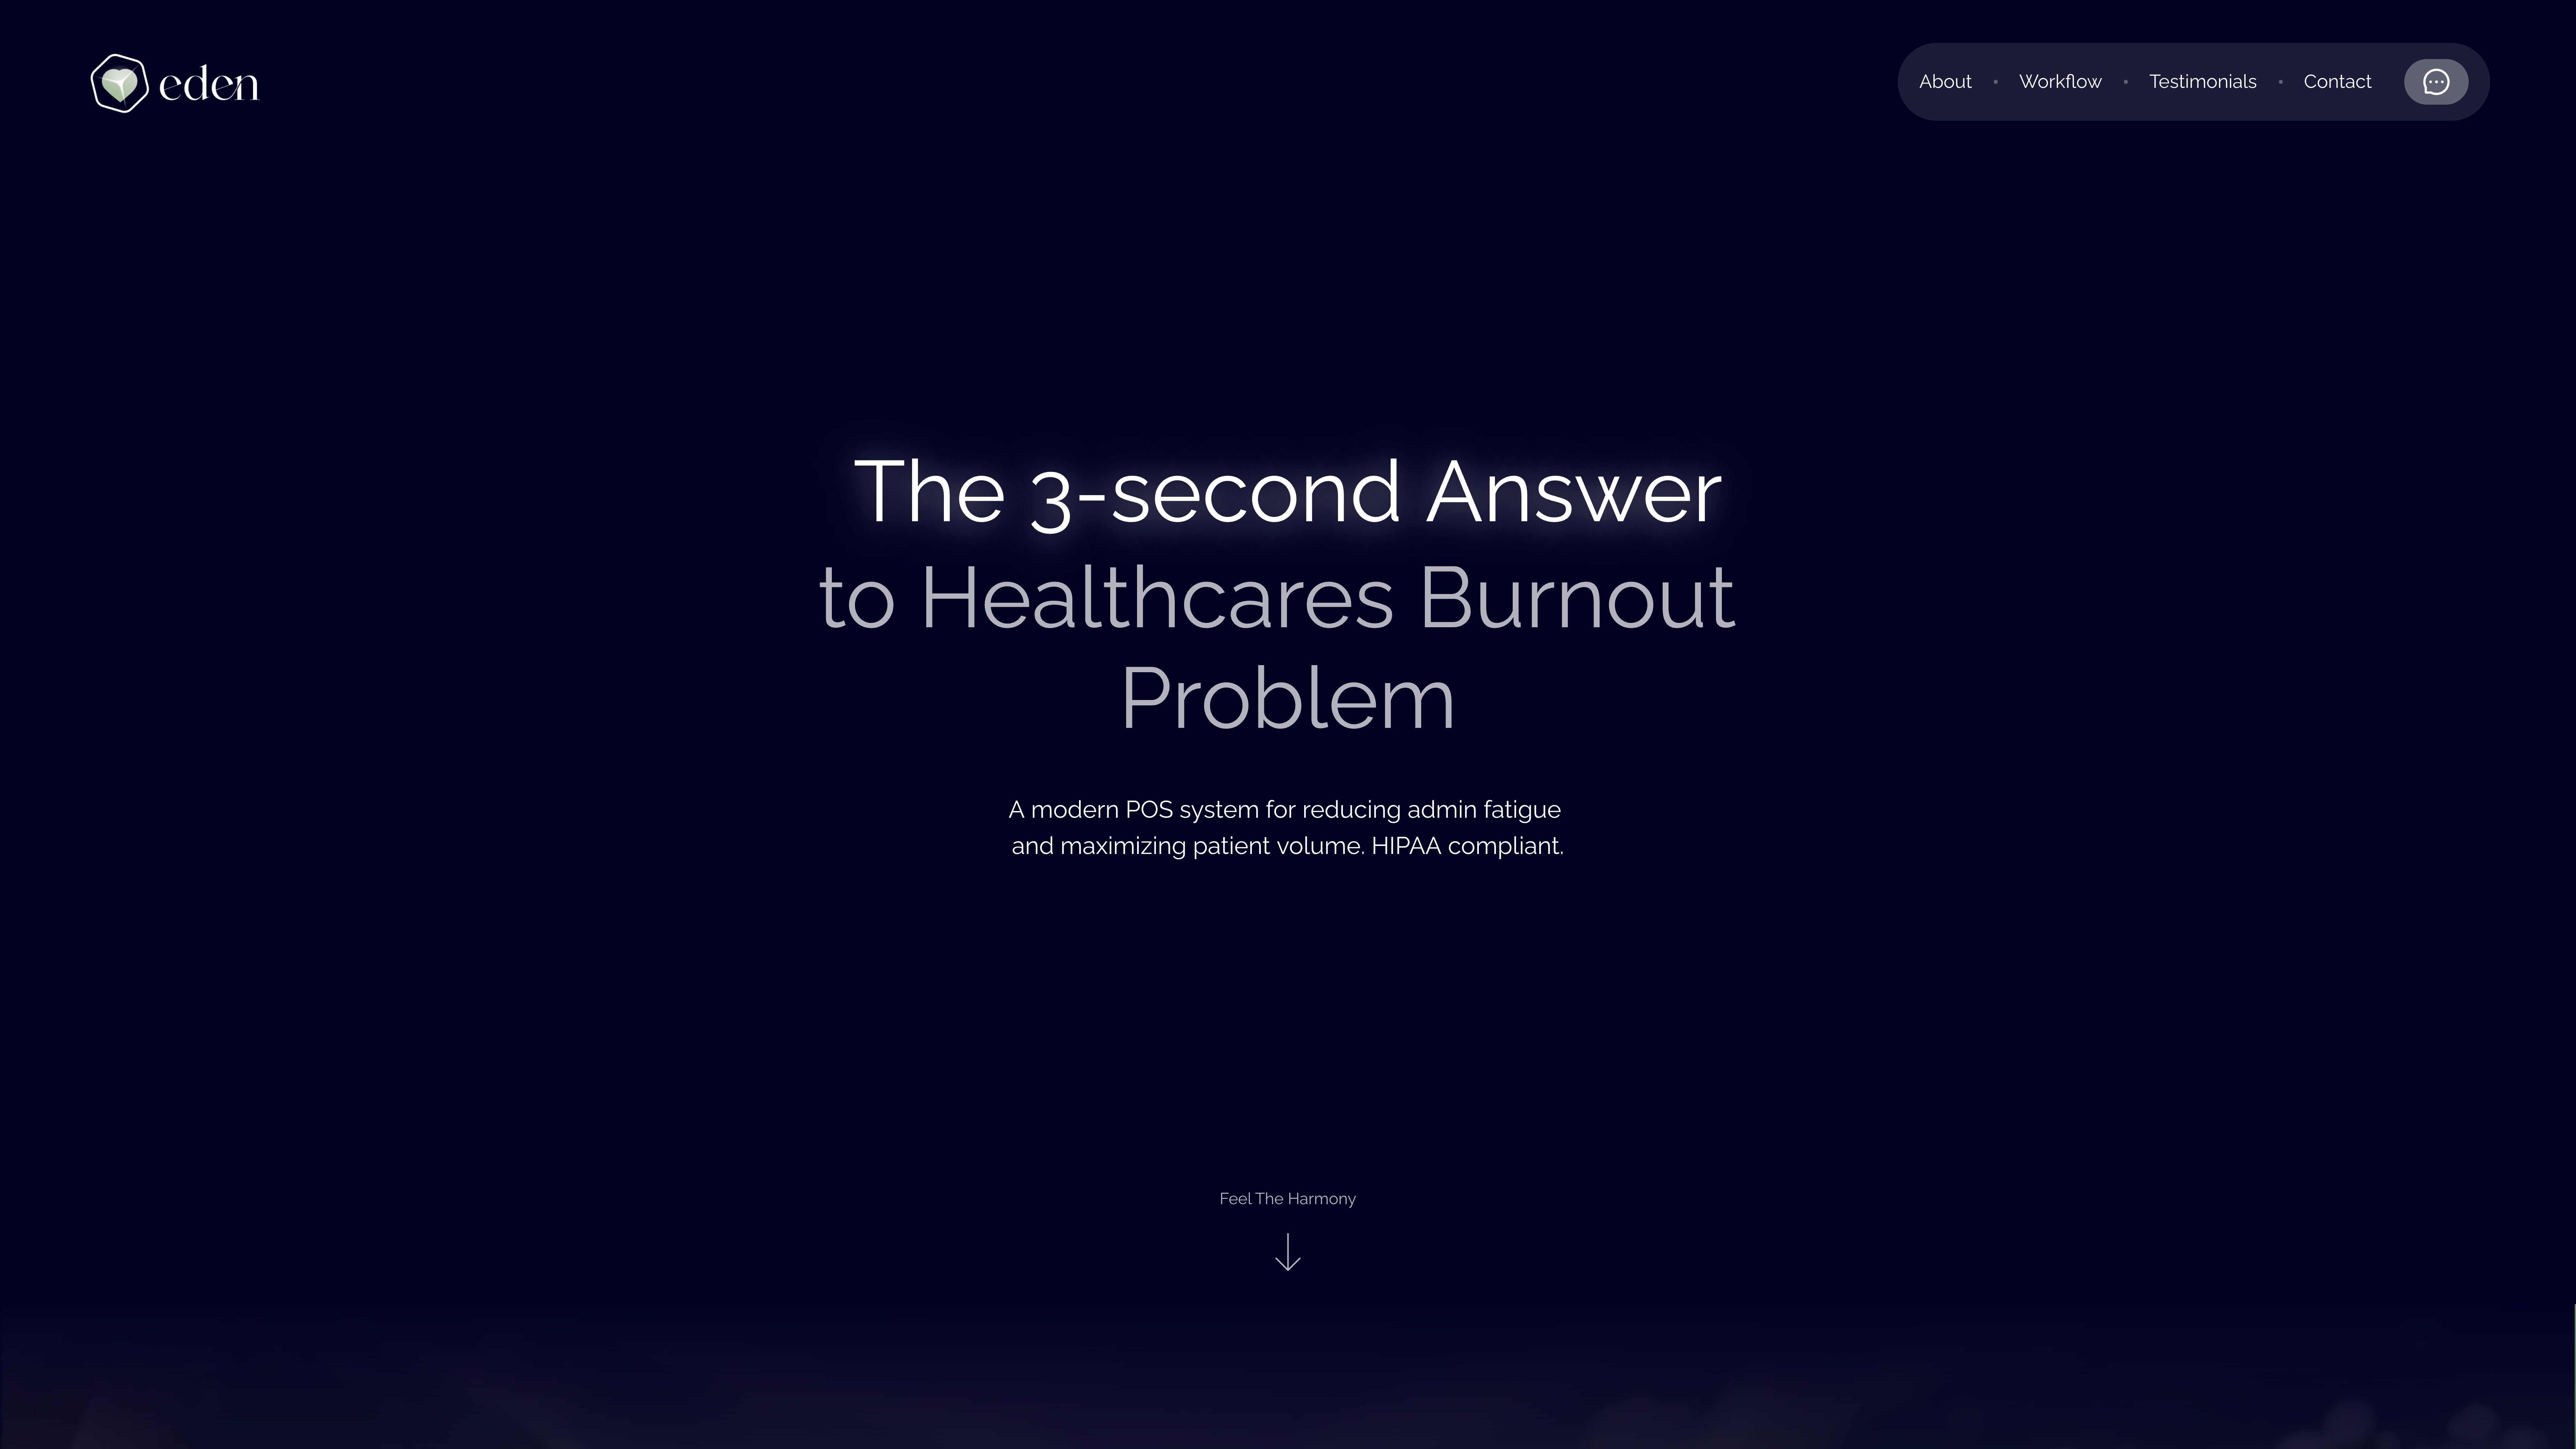 eden
About • Workflow • Testimonials • Contact
The 3-second Answer
to Healthcares Burnout
Problem
A modern POS system for reducing admin fatigue
and maximizing patient volume. HIPAA compliant.
Feel The Harmony